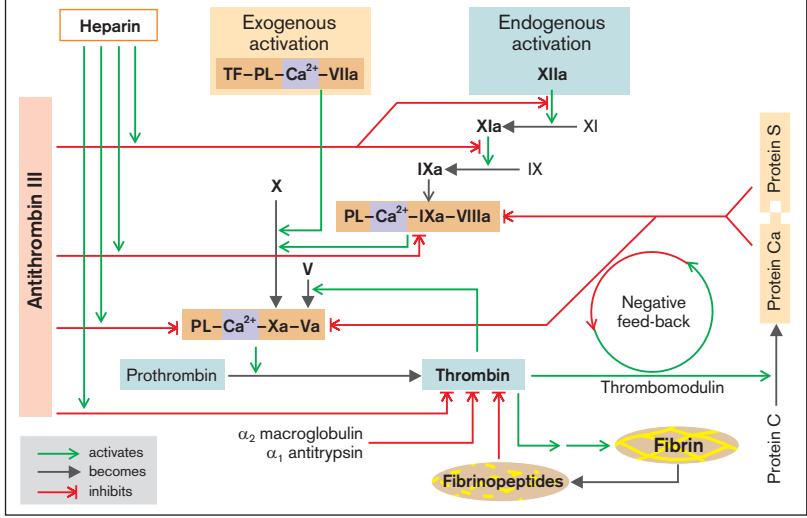 Heparin
Exogenous
activation
TF–PL–Ca²⁺–VIIa
Endogenous
activation
XIIa
XIa
XI
IXa
IX
X
PL–Ca²⁺–IXa–VIIIa
V
PL–Ca²⁺–Xa–Va
Antithrombin III
Protein S
Protein Ca
Negative
feed-back
Prothrombin
Thrombin
Thrombomodulin
α₂ macroglobulin
α₁ antitrypsin
Fibrin
Fibrinopeptides
Protein C
activates
becomes
inhibits